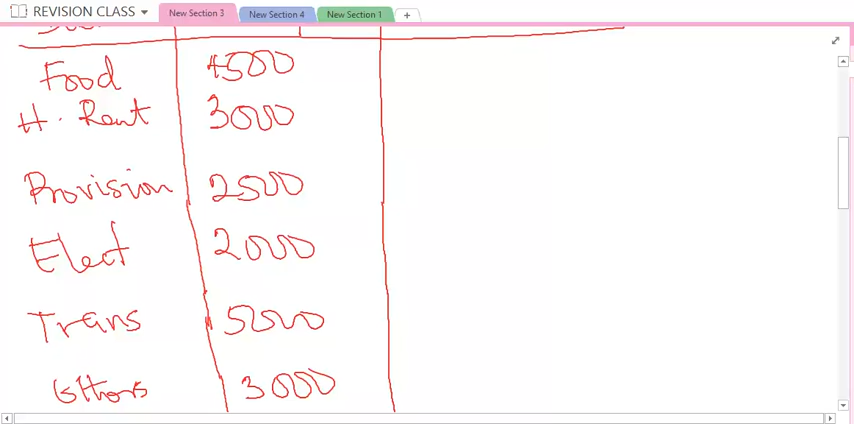 REVISION CLASS
New Section 3
New Section 4
New Section 1
Food 4500
H. Rent 3000
Provision 2500
Elect 2000
Trans 5000
Others 3000